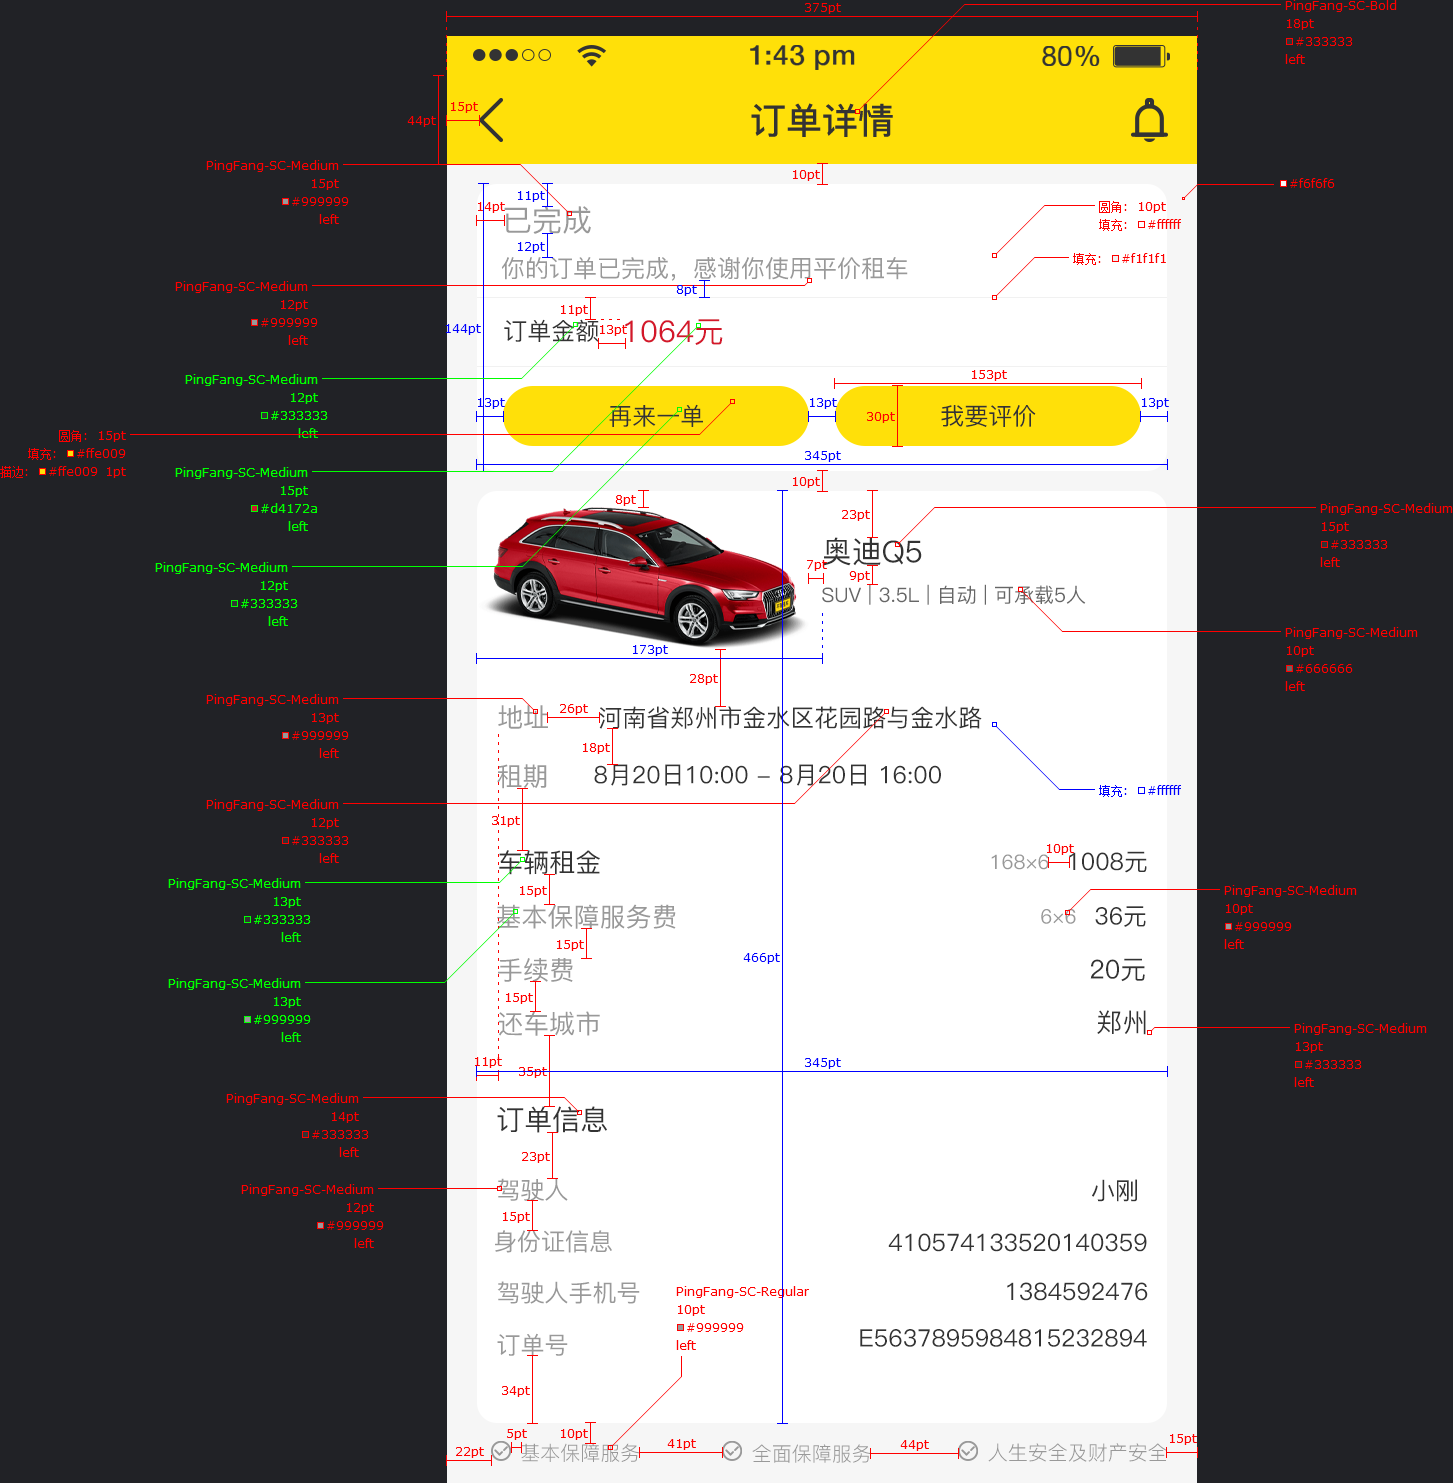 375pt
PingFang-SC-Bold
18pt
#333333
left
1:43 pm
80%
15pt
44pt
订单详情
PingFang-SC-Medium
15pt
#999999
left
10pt
#f6f6f6
11pt
14pt
已完成
圆角: 10pt
填充: #ffffff
12pt
你的订单已完成，感谢你使用平价租车
填充: #f1f1f1
PingFang-SC-Medium
12pt
#999999
left
8pt
11pt
144pt
订单金额
13pt
1064元
PingFang-SC-Medium
12pt
#333333
left
153pt
13pt
再来一单
13pt
30pt
我要评价
13pt
圆角: 15pt
填充: #ffe009
描边: #ffe009 1pt
345pt
PingFang-SC-Medium
15pt
#d4172a
left
10pt
8pt
23pt
PingFang-SC-Medium
15pt
#333333
left
奥迪Q5
7pt
9pt
SUV | 3.5L | 自动 | 可承载5人
PingFang-SC-Medium
12pt
#333333
left
PingFang-SC-Medium
10pt
#666666
left
173pt
28pt
PingFang-SC-Medium
13pt
#999999
left
地址
26pt
河南省郑州市金水区花园路与金水路
18pt
租期
8月20日10:00 – 8月20日 16:00
填充: #ffffff
PingFang-SC-Medium
12pt
#333333
left
31pt
车辆租金
168×6
10pt
1008元
PingFang-SC-Medium
13pt
#333333
left
15pt
基本保障服务费
6×6
36元
PingFang-SC-Medium
10pt
#999999
left
15pt
466pt
手续费
20元
PingFang-SC-Medium
13pt
#999999
left
15pt
还车城市
郑州
PingFang-SC-Medium
13pt
#333333
left
11pt
35pt
345pt
PingFang-SC-Medium
14pt
#333333
left
订单信息
23pt
PingFang-SC-Medium
12pt
#999999
left
驾驶人
小刚
15pt
身份证信息
410574133520140359
驾驶人手机号
1384592476
PingFang-SC-Regular
10pt
#999999
left
订单号
E5637895984815232894
34pt
10pt
5pt
22pt
基本保障服务
41pt
全面保障服务
44pt
人生安全及财产安全
15pt